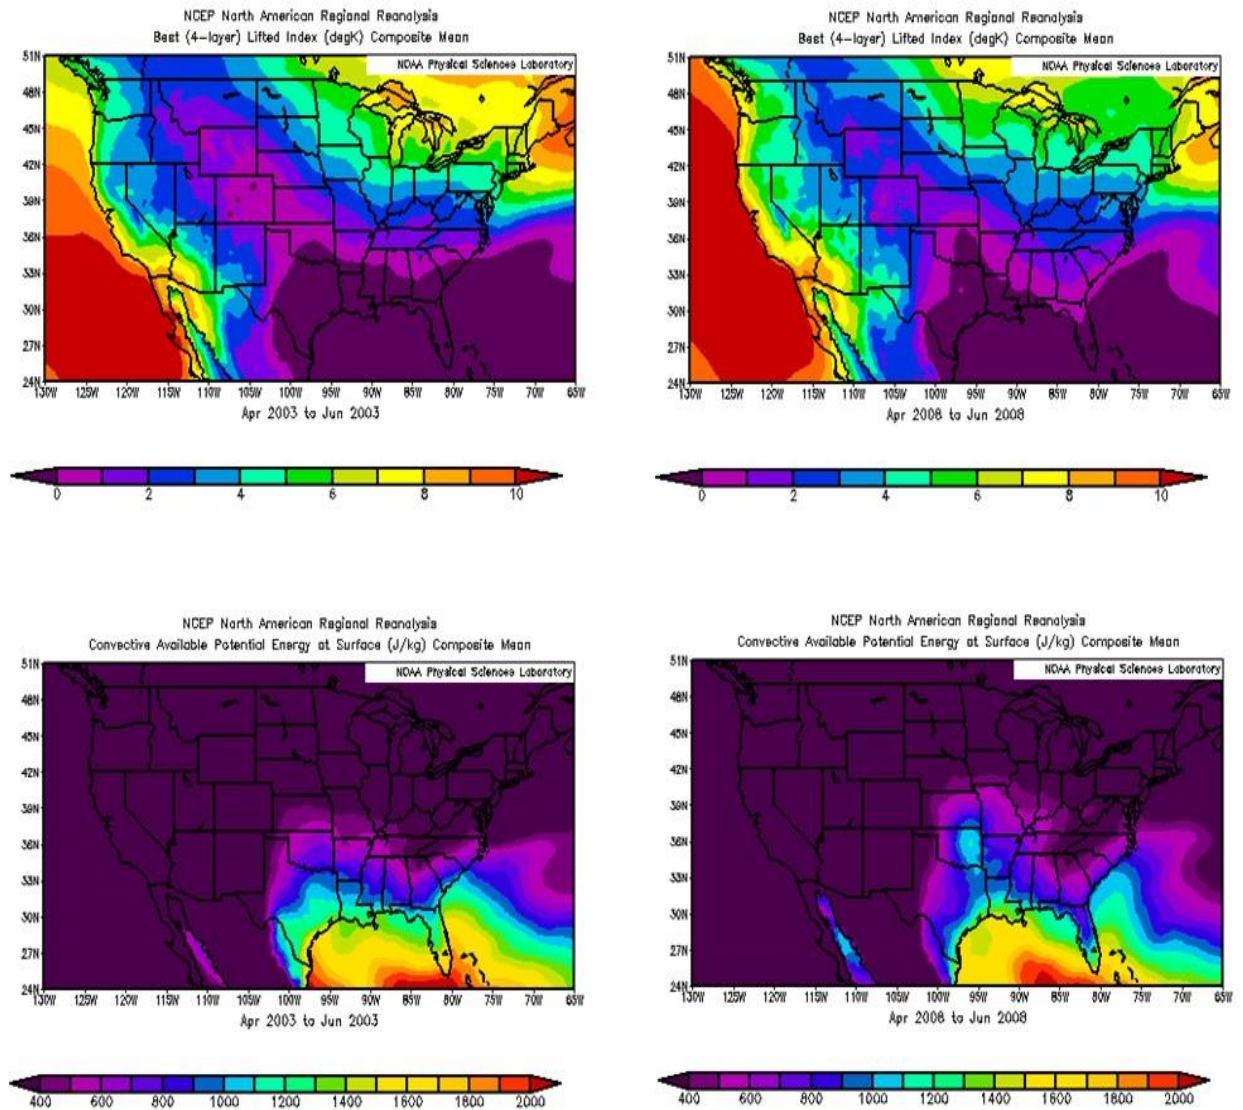 NCEP North American Regional Reanalysis
Best (4-layer) Lifted Index (degK) Composite Mean
NOAA Physical Sciences Laboratory
51N
48N
45N
42N
39N
36N
33N
30N
27N
24N
130W 125W 120W 115W 110W 105W 100W 95W 90W 85W 80W 75W 70W 65W
Apr 2003 to Jun 2003
0 2 4 6 8 10
NCEP North American Regional Reanalysis
Best (4-layer) Lifted Index (degK) Composite Mean
NOAA Physical Sciences Laboratory
51N
48N
45N
42N
39N
36N
33N
30N
27N
24N
130W 125W 120W 115W 110W 105W 100W 95W 90W 85W 80W 75W 70W 65W
Apr 2008 to Jun 2008
0 2 4 6 8 10
NCEP North American Regional Reanalysis
Convective Available Potential Energy at Surface (J/kg) Composite Mean
NOAA Physical Sciences Laboratory
51N
48N
45N
42N
39N
36N
33N
30N
27N
24N
130W 125W 120W 115W 110W 105W 100W 95W 90W 85W 80W 75W 70W 65W
Apr 2003 to Jun 2003
400 600 800 1000 1200 1400 1600 1800 2000
NCEP North American Regional Reanalysis
Convective Available Potential Energy at Surface (J/kg) Composite Mean
NOAA Physical Sciences Laboratory
51N
48N
45N
42N
39N
36N
33N
30N
27N
24N
130W 125W 120W 115W 110W 105W 100W 95W 90W 85W 80W 75W 70W 65W
Apr 2008 to Jun 2008
400 600 800 1000 1200 1400 1600 1800 2000